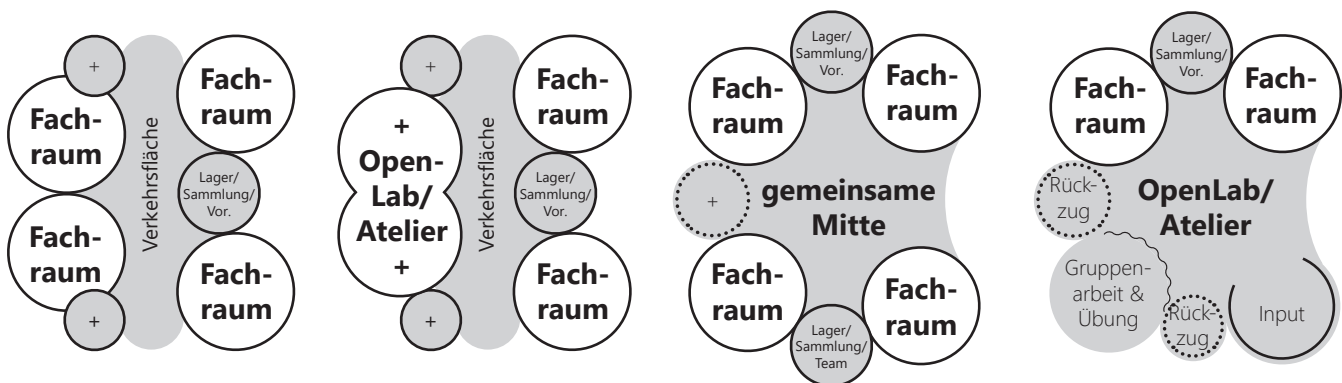 +
Fach-
raum
Fach-
raum
+
Verkehrsfläche
Fach-
raum
Lager/
Sammlung/
Vor.
Fach-
raum
+
+
Open-
Lab/
Atelier
+
+
Verkehrsfläche
Fach-
raum
Lager/
Sammlung/
Vor.
Fach-
raum
Lager/
Sammlung/
Vor.
Fach-
raum
Fach-
raum
+
gemeinsame
Mitte
Fach-
raum
Fach-
raum
Lager/
Sammlung/
Team
Lager/
Sammlung/
Vor.
Fach-
raum
Fach-
raum
Rück-
zug
OpenLab/
Atelier
Gruppen-
arbeit &
Übung
Rück-
zug
Input